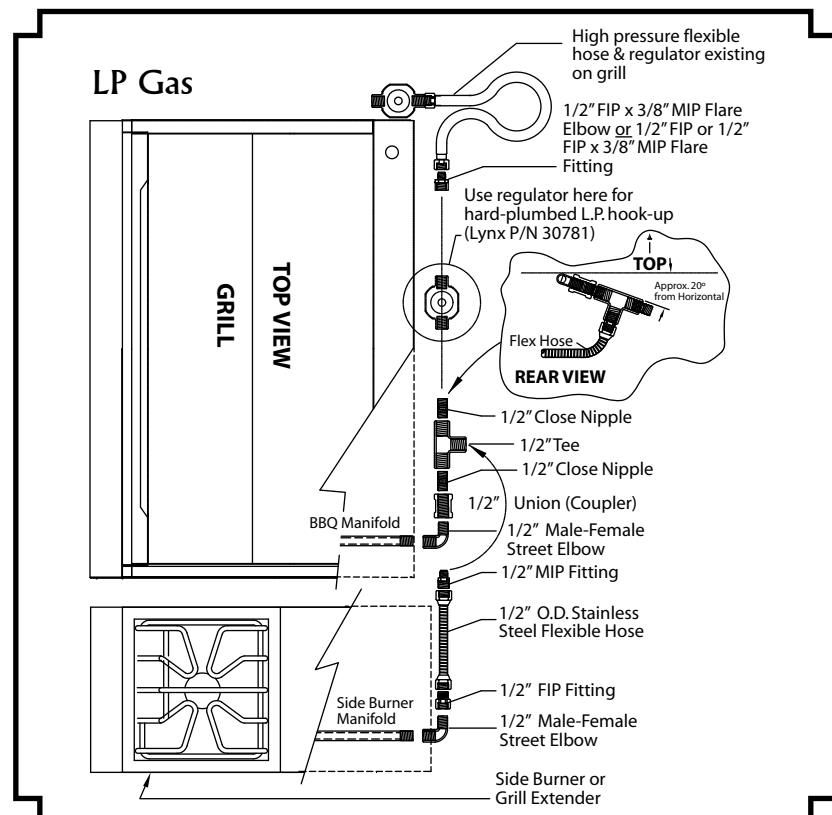 LP Gas
High pressure flexible
hose & regulator existing
on grill
1/2" FIP x 3/8" MIP Flare
Elbow or 1/2" FIP or 1/2"
FIP x 3/8" MIP Flare
Fitting
Use regulator here for
hard-plumbed L.P. hook-up
(Lynx P/N 30781)
TOP
Approx. 20º
from Horizontal
Flex Hose
REAR VIEW
TOP VIEW
GRILL
1/2" Close Nipple
1/2" Tee
1/2" Close Nipple
1/2" Union (Coupler)
BBQ Manifold
1/2" Male-Female
Street Elbow
1/2" MIP Fitting
1/2" O.D. Stainless
Steel Flexible Hose
1/2" FIP Fitting
Side Burner
Manifold
1/2" Male-Female
Street Elbow
Side Burner or
Grill Extender